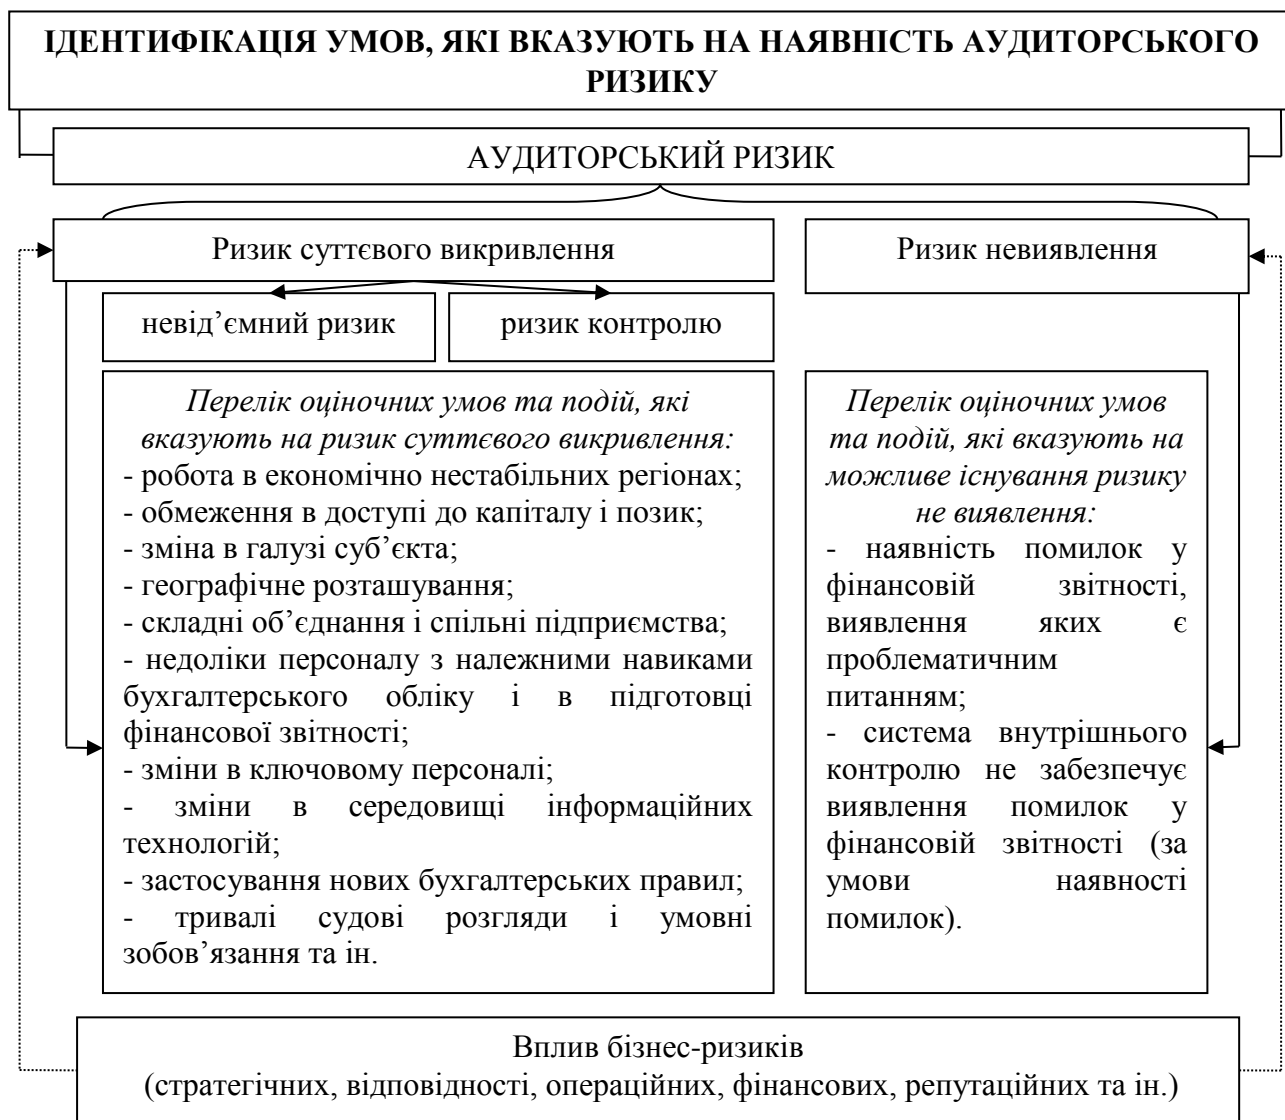 ІДЕНТИФІКАЦІЯ УМОВ, ЯКІ ВКАЗУЮТЬ НА НАЯВНІСТЬ АУДИТОРСЬКОГО
РИЗИКУ
АУДИТОРСЬКИЙ РИЗИК
Ризик суттєвого викривлення
Ризик невиявлення
невід’ємний ризик
ризик контролю
Перелік оціночних умов та подій, які
вказують на ризик суттєвого викривлення:
- робота в економічно нестабільних регіонах;
- обмеження в доступі до капіталу і позик;
- зміна в галузі суб’єкта;
- географічне розташування;
- складні об’єднання і спільні підприємства;
- недоліки персоналу з належними навиками
бухгалтерського обліку і в підготовці
фінансової звітності;
- зміни в ключовому персоналі;
- зміни в середовищі інформаційних
технологій;
- застосування нових бухгалтерських правил;
- тривалі судові розгляди і умовні
зобов’язання та ін.
Перелік оціночних умов
та подій, які вказують на
можливе існування ризику
не виявлення:
- наявність помилок у
фінансовій звітності,
виявлення яких є
проблематичним
питанням;
- система внутрішнього
контролю не забезпечує
виявлення помилок у
фінансовій звітності (за
умови наявності
помилок).
Вплив бізнес-ризиків
(стратегічних, відповідності, операційних, фінансових, репутаційних та ін.)